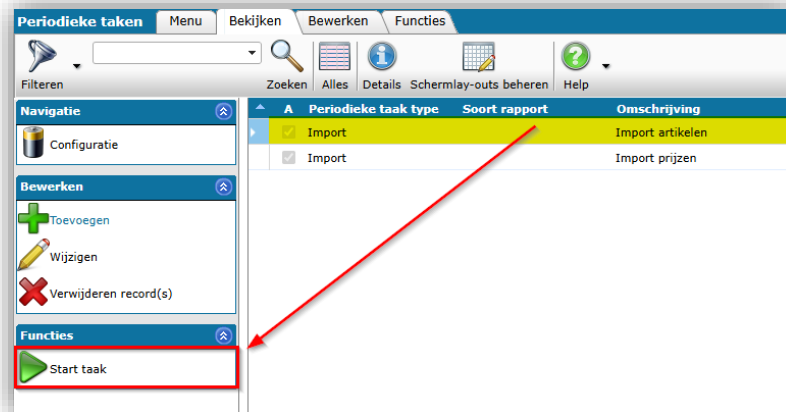 Periodieke taken Menu Bekijken Bewerken Functies
Filteren Zoeken Alles Details Schermlay-outs beheren Help
Navigatie
Configuratie
Bewerken
Toevoegen
Wijzigen
Verwijderen record(s)
Functies
Start taak
A Periodieke taak type Soort rapport Omschrijving
Import Import artikelen
Import Import prijzen